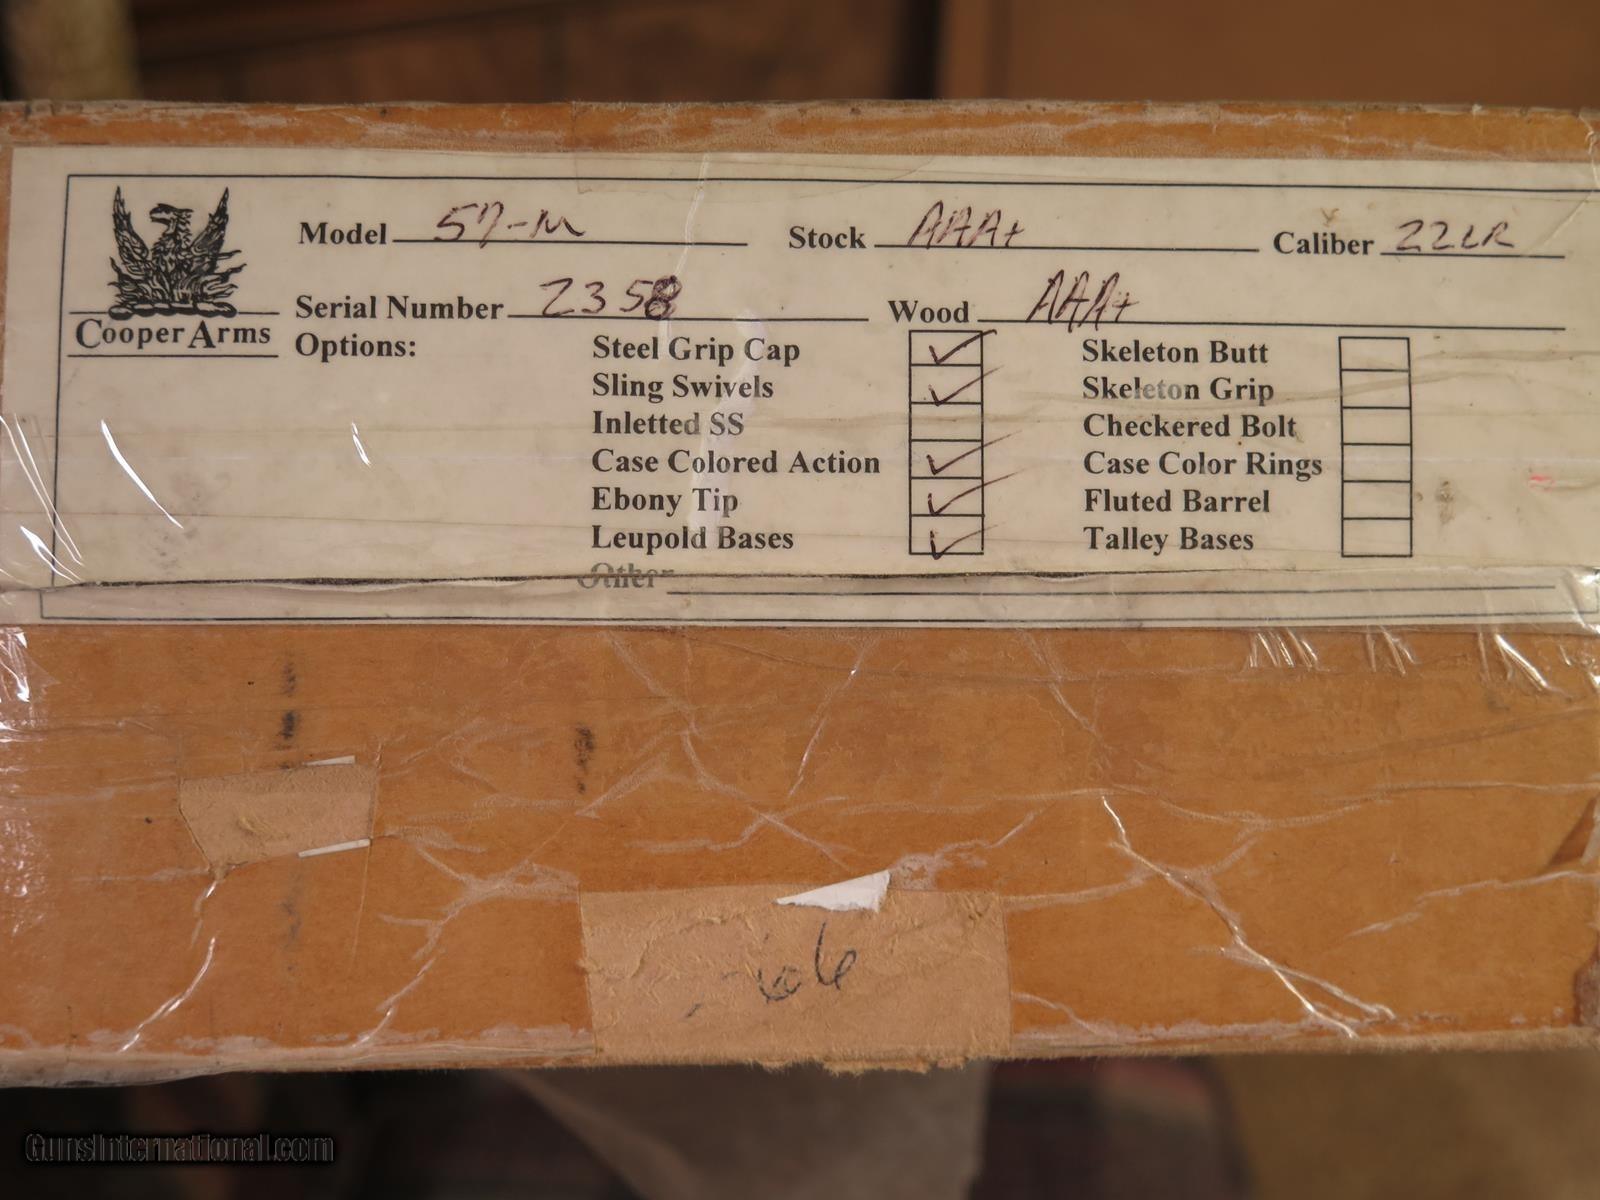 Model 57-M Stock AAA+ Caliber 22LR
Serial Number 2358 Wood AAA+
Cooper Arms
Options: Steel Grip Cap ✓ Skeleton Butt
Sling Swivels ✓ Skeleton Grip
Inletted SS Checkered Bolt
Case Colored Action ✓ Case Color Rings
Ebony Tip ✓ Fluted Barrel
Leupold Bases ✓ Talley Bases
Other
GunsInternational.com